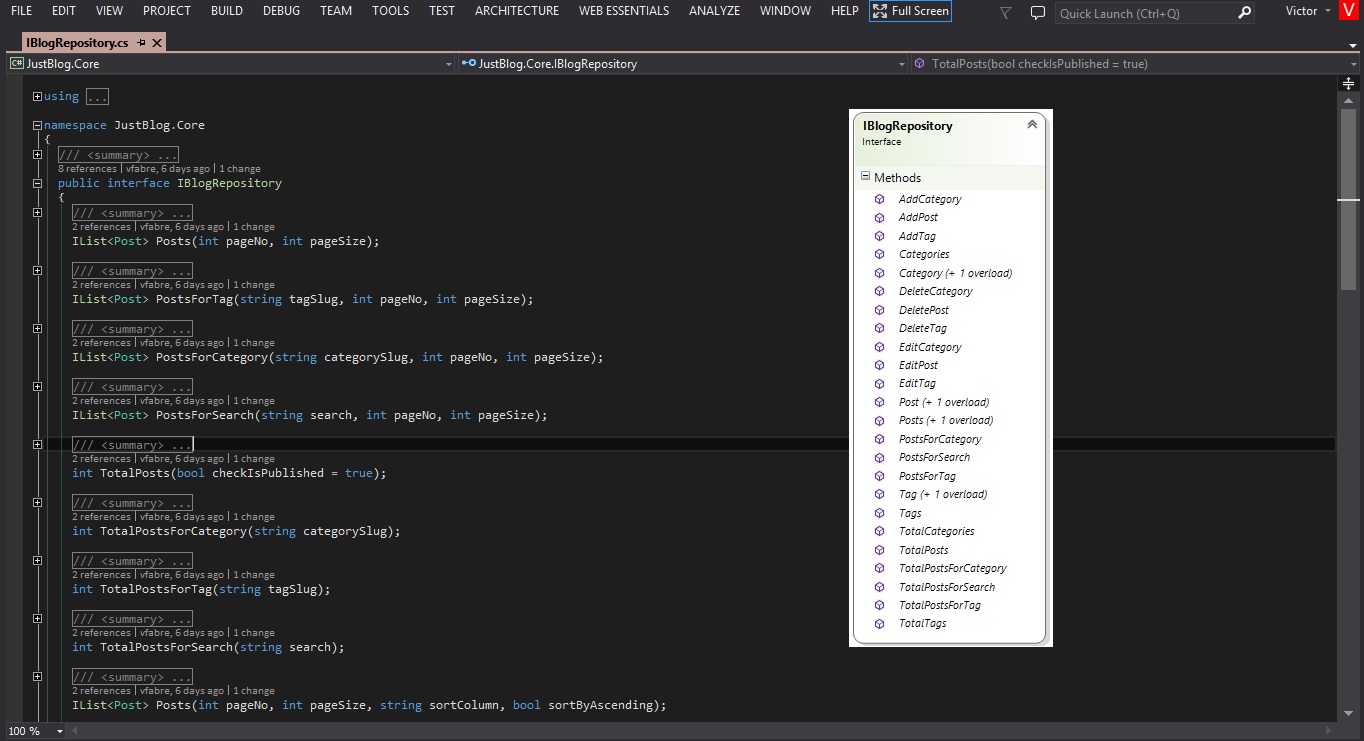 FILE EDIT VIEW PROJECT BUILD DEBUG TEAM TOOLS TEST ARCHITECTURE WEB ESSENTIALS ANALYZE WINDOW HELP Full Screen Quick Launch (Ctrl+Q) Victor V
IBlogRepository.cs
C# JustBlog.Core JustBlog.Core.IBlogRepository TotalPosts(bool checkIsPublished = true)
using ...
namespace JustBlog.Core
{
/// <summary> ...
8 references | vfabre, 6 days ago | 1 change
public interface IBlogRepository
{
/// <summary> ...
2 references | vfabre, 6 days ago | 1 change
IList<Post> Posts(int pageNo, int pageSize);
/// <summary> ...
2 references | vfabre, 6 days ago | 1 change
IList<Post> PostsForTag(string tagSlug, int pageNo, int pageSize);
/// <summary> ...
2 references | vfabre, 6 days ago | 1 change
IList<Post> PostsForCategory(string categorySlug, int pageNo, int pageSize);
/// <summary> ...
2 references | vfabre, 6 days ago | 1 change
IList<Post> PostsForSearch(string search, int pageNo, int pageSize);
/// <summary> ...
2 references | vfabre, 6 days ago | 1 change
int TotalPosts(bool checkIsPublished = true);
/// <summary> ...
2 references | vfabre, 6 days ago | 1 change
int TotalPostsForCategory(string categorySlug);
/// <summary> ...
2 references | vfabre, 6 days ago | 1 change
int TotalPostsForTag(string tagSlug);
/// <summary> ...
2 references | vfabre, 6 days ago | 1 change
int TotalPostsForSearch(string search);
/// <summary> ...
2 references | vfabre, 6 days ago | 1 change
IList<Post> Posts(int pageNo, int pageSize, string sortColumn, bool sortByAscending);
IBlogRepository
Interface
Methods
AddCategory
AddPost
AddTag
Categories
Category (+ 1 overload)
DeleteCategory
DeletePost
DeleteTag
EditCategory
EditPost
EditTag
Post (+ 1 overload)
Posts (+ 1 overload)
PostsForCategory
PostsForSearch
PostsForTag
Tag (+ 1 overload)
Tags
TotalCategories
TotalPosts
TotalPostsForCategory
TotalPostsForSearch
TotalPostsForTag
TotalTags
100 %